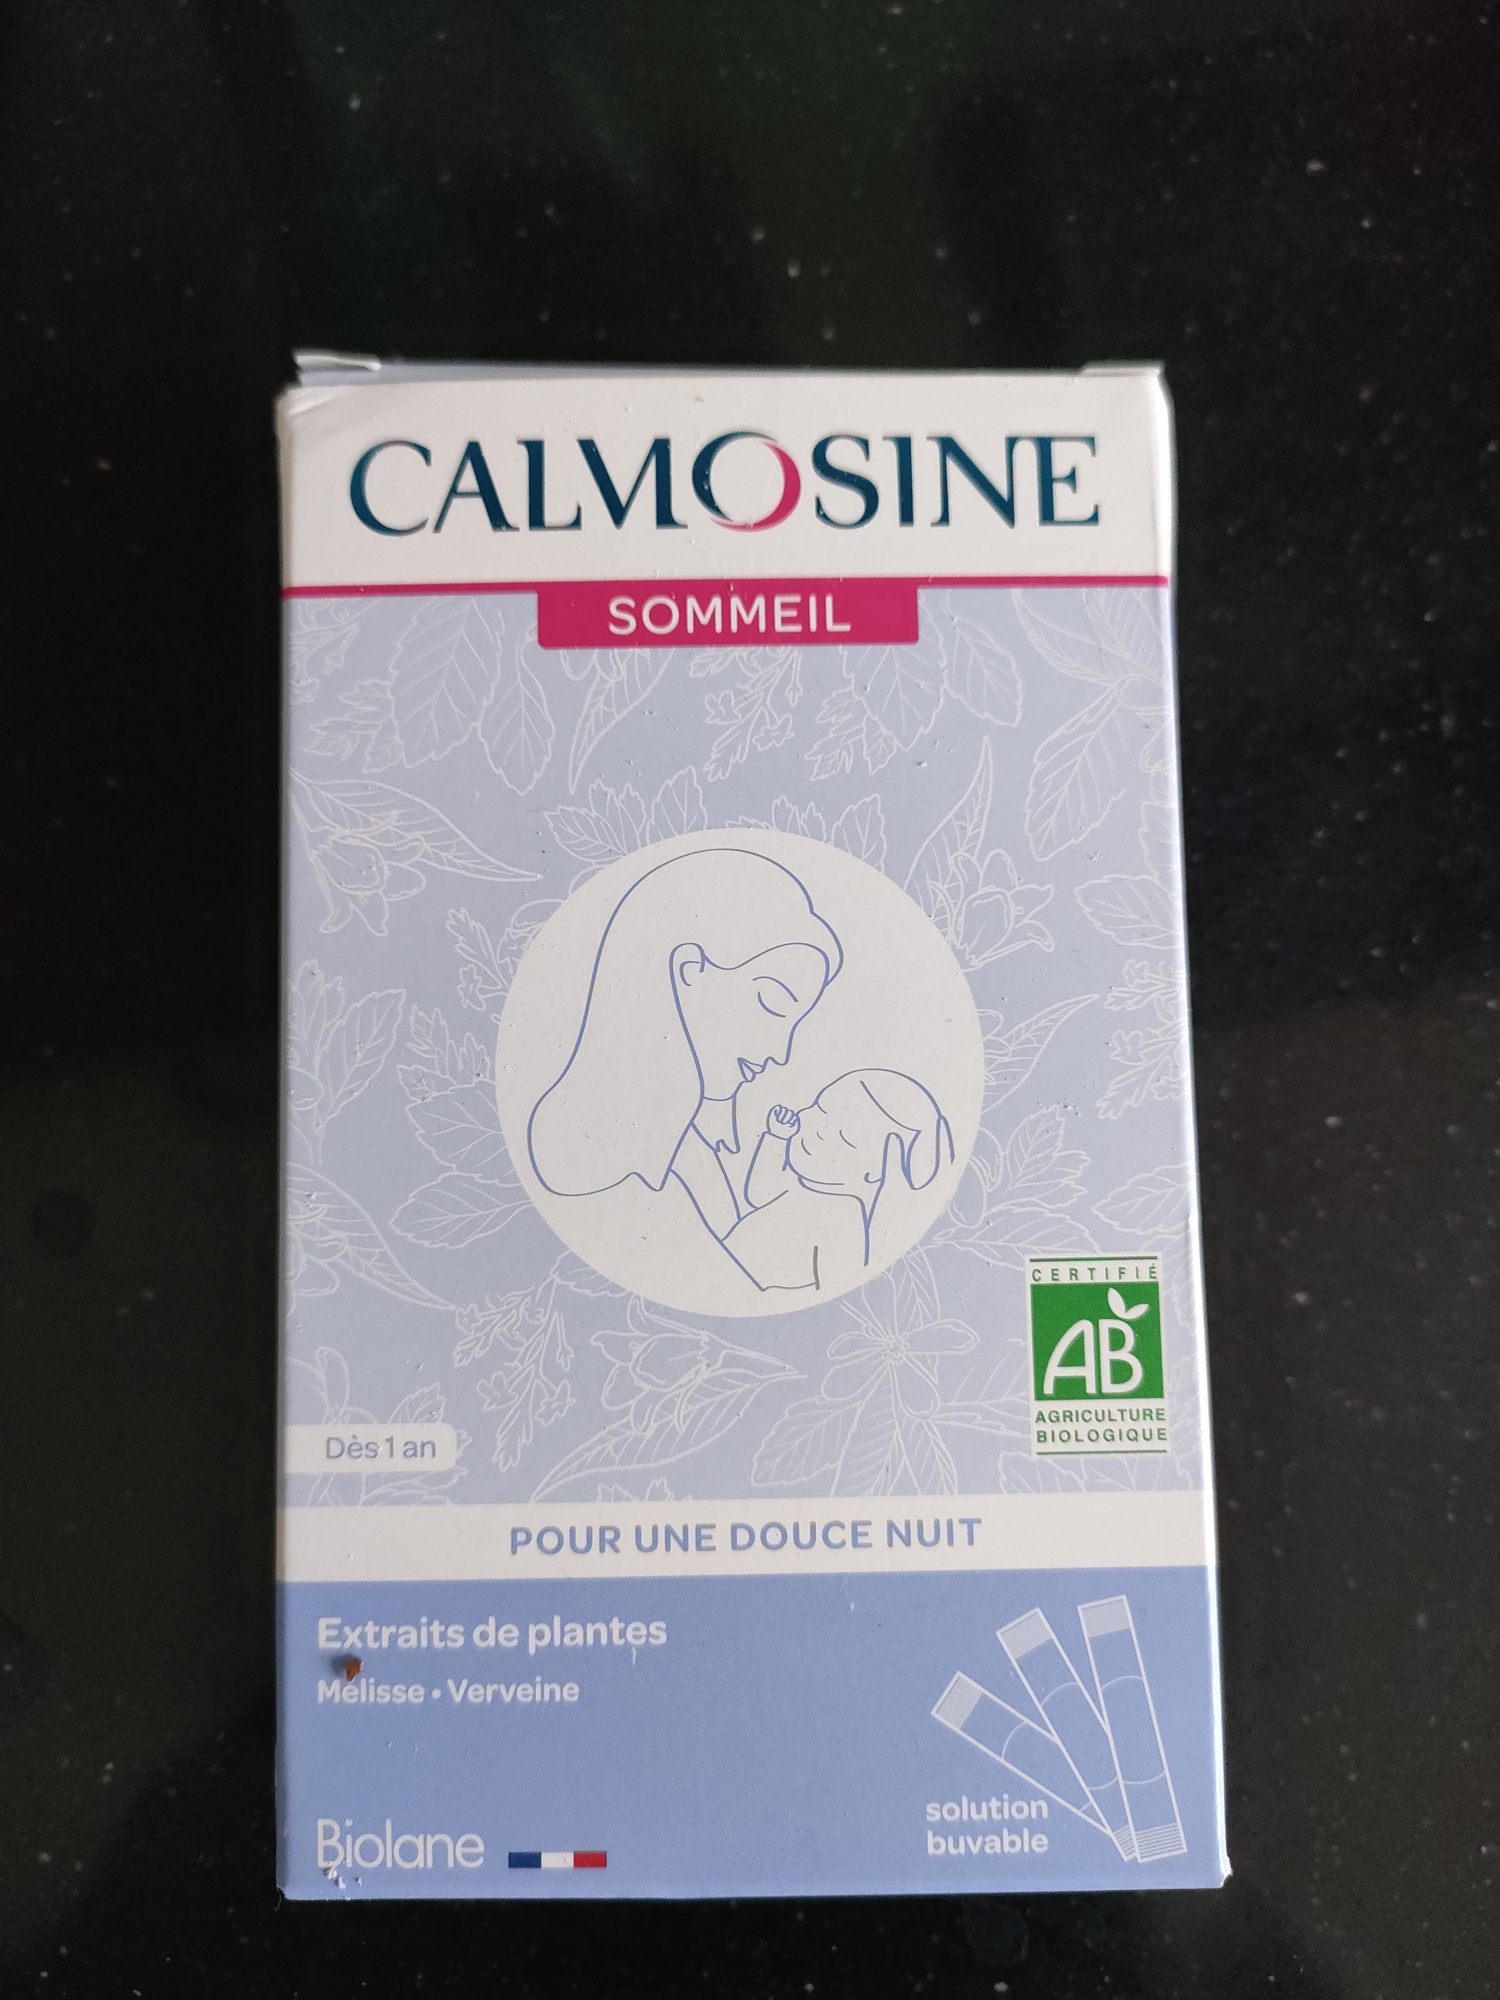 CALMOSINE
SOMMEIL
CERTIFIÉ
AB
AGRICULTURE
BIOLOGIQUE
Dès 1 an
POUR UNE DOUCE NUIT
Extraits de plantes
Mélisse • Verveine
solution
buvable
Biolane